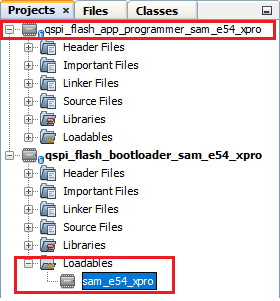 Projects × Files Classes
qspi_flash_app_programmer_sam_e54_xpro
Header Files
Important Files
Linker Files
Source Files
Libraries
Loadables
qspi_flash_bootloader_sam_e54_xpro
Header Files
Important Files
Linker Files
Source Files
Libraries
Loadables
sam_e54_xpro